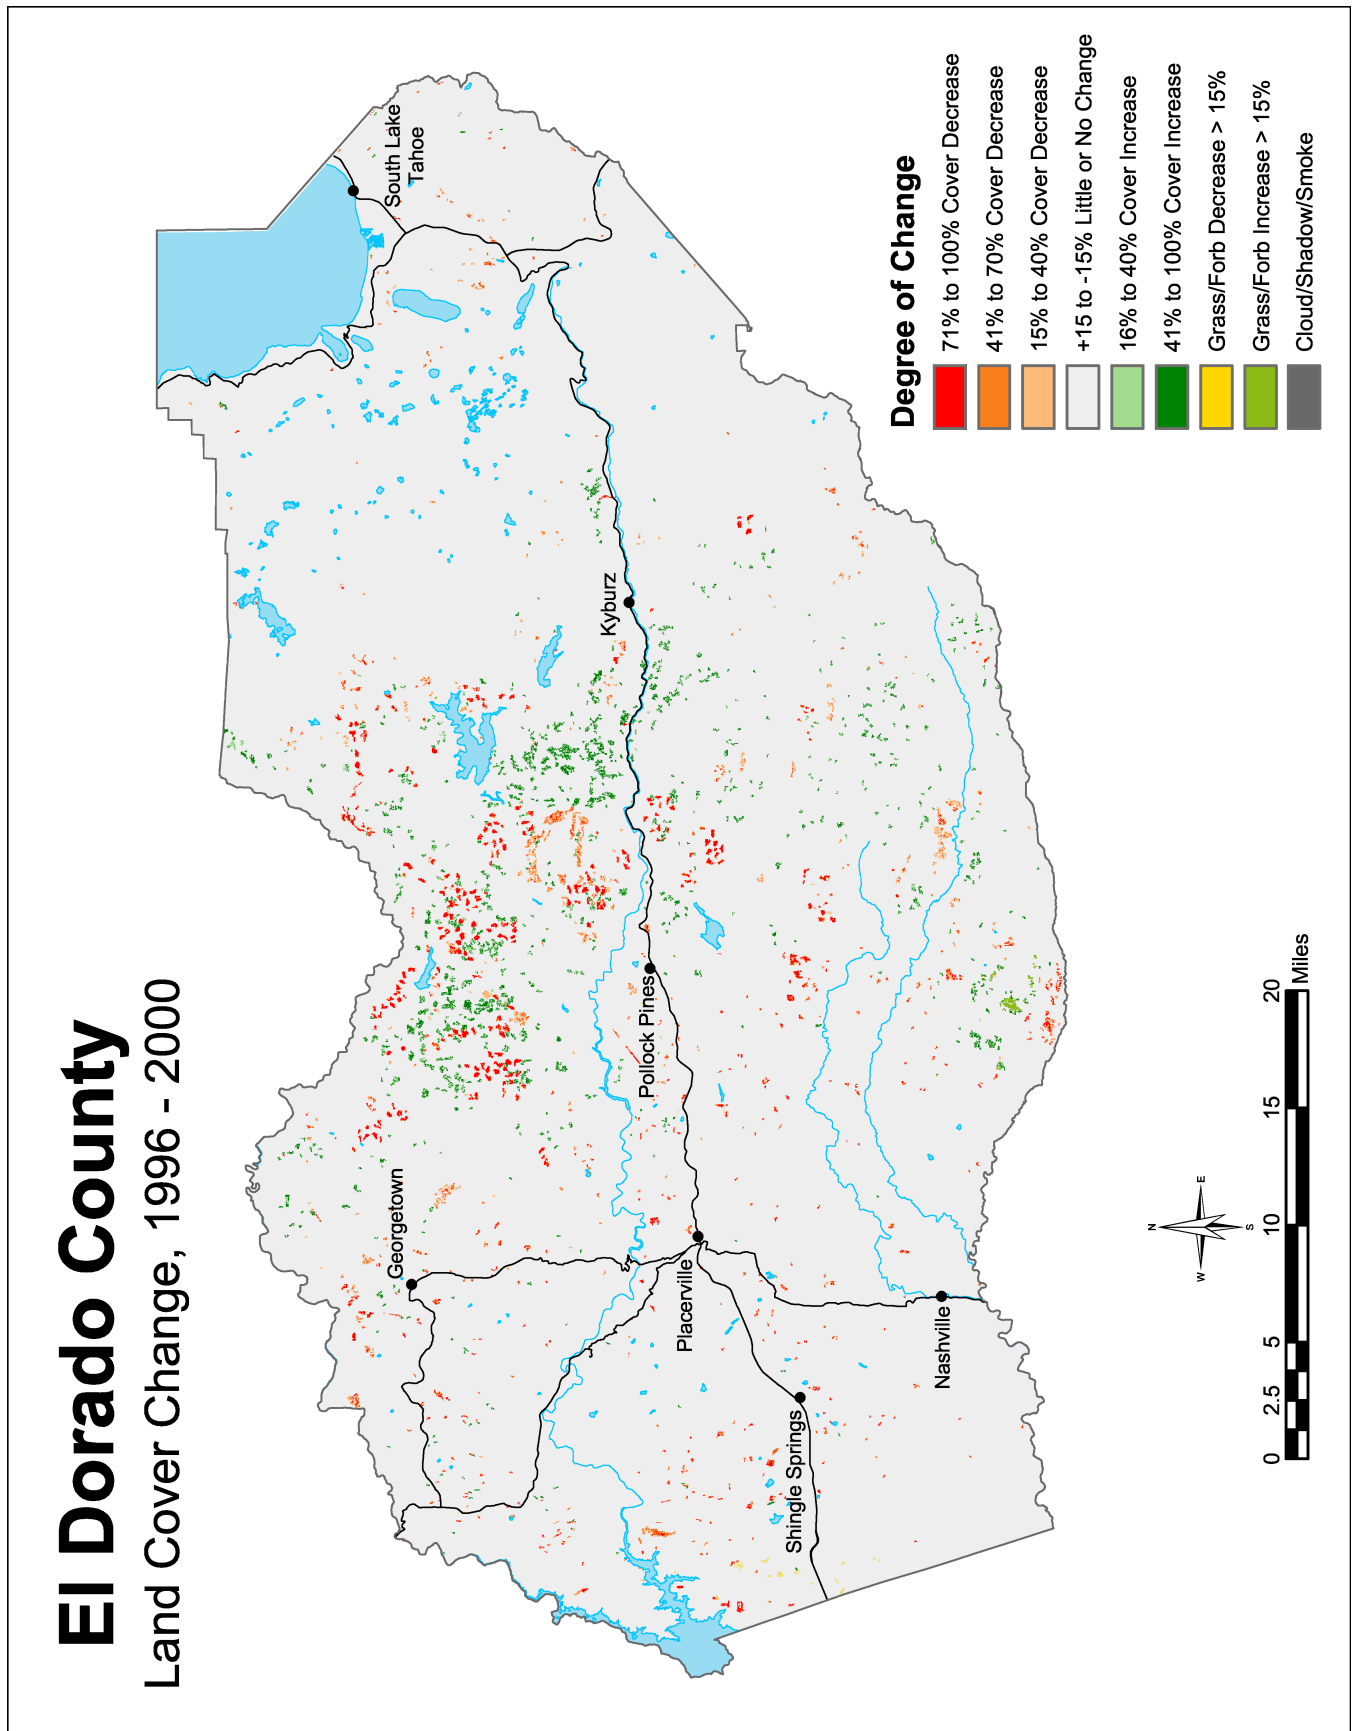 El Dorado County
Land Cover Change, 1996 - 2000
South Lake
Tahoe
Kyburz
Georgetown
Pollock Pines
Placerville
Shingle Springs
Nashville
Degree of Change
71% to 100% Cover Decrease
41% to 70% Cover Decrease
15% to 40% Cover Decrease
+15 to -15% Little or No Change
16% to 40% Cover Increase
41% to 100% Cover Increase
Grass/Forb Decrease > 15%
Grass/Forb Increase > 15%
Cloud/Shadow/Smoke
N
W
E
S
0 2.5 5 10 15 20
Miles